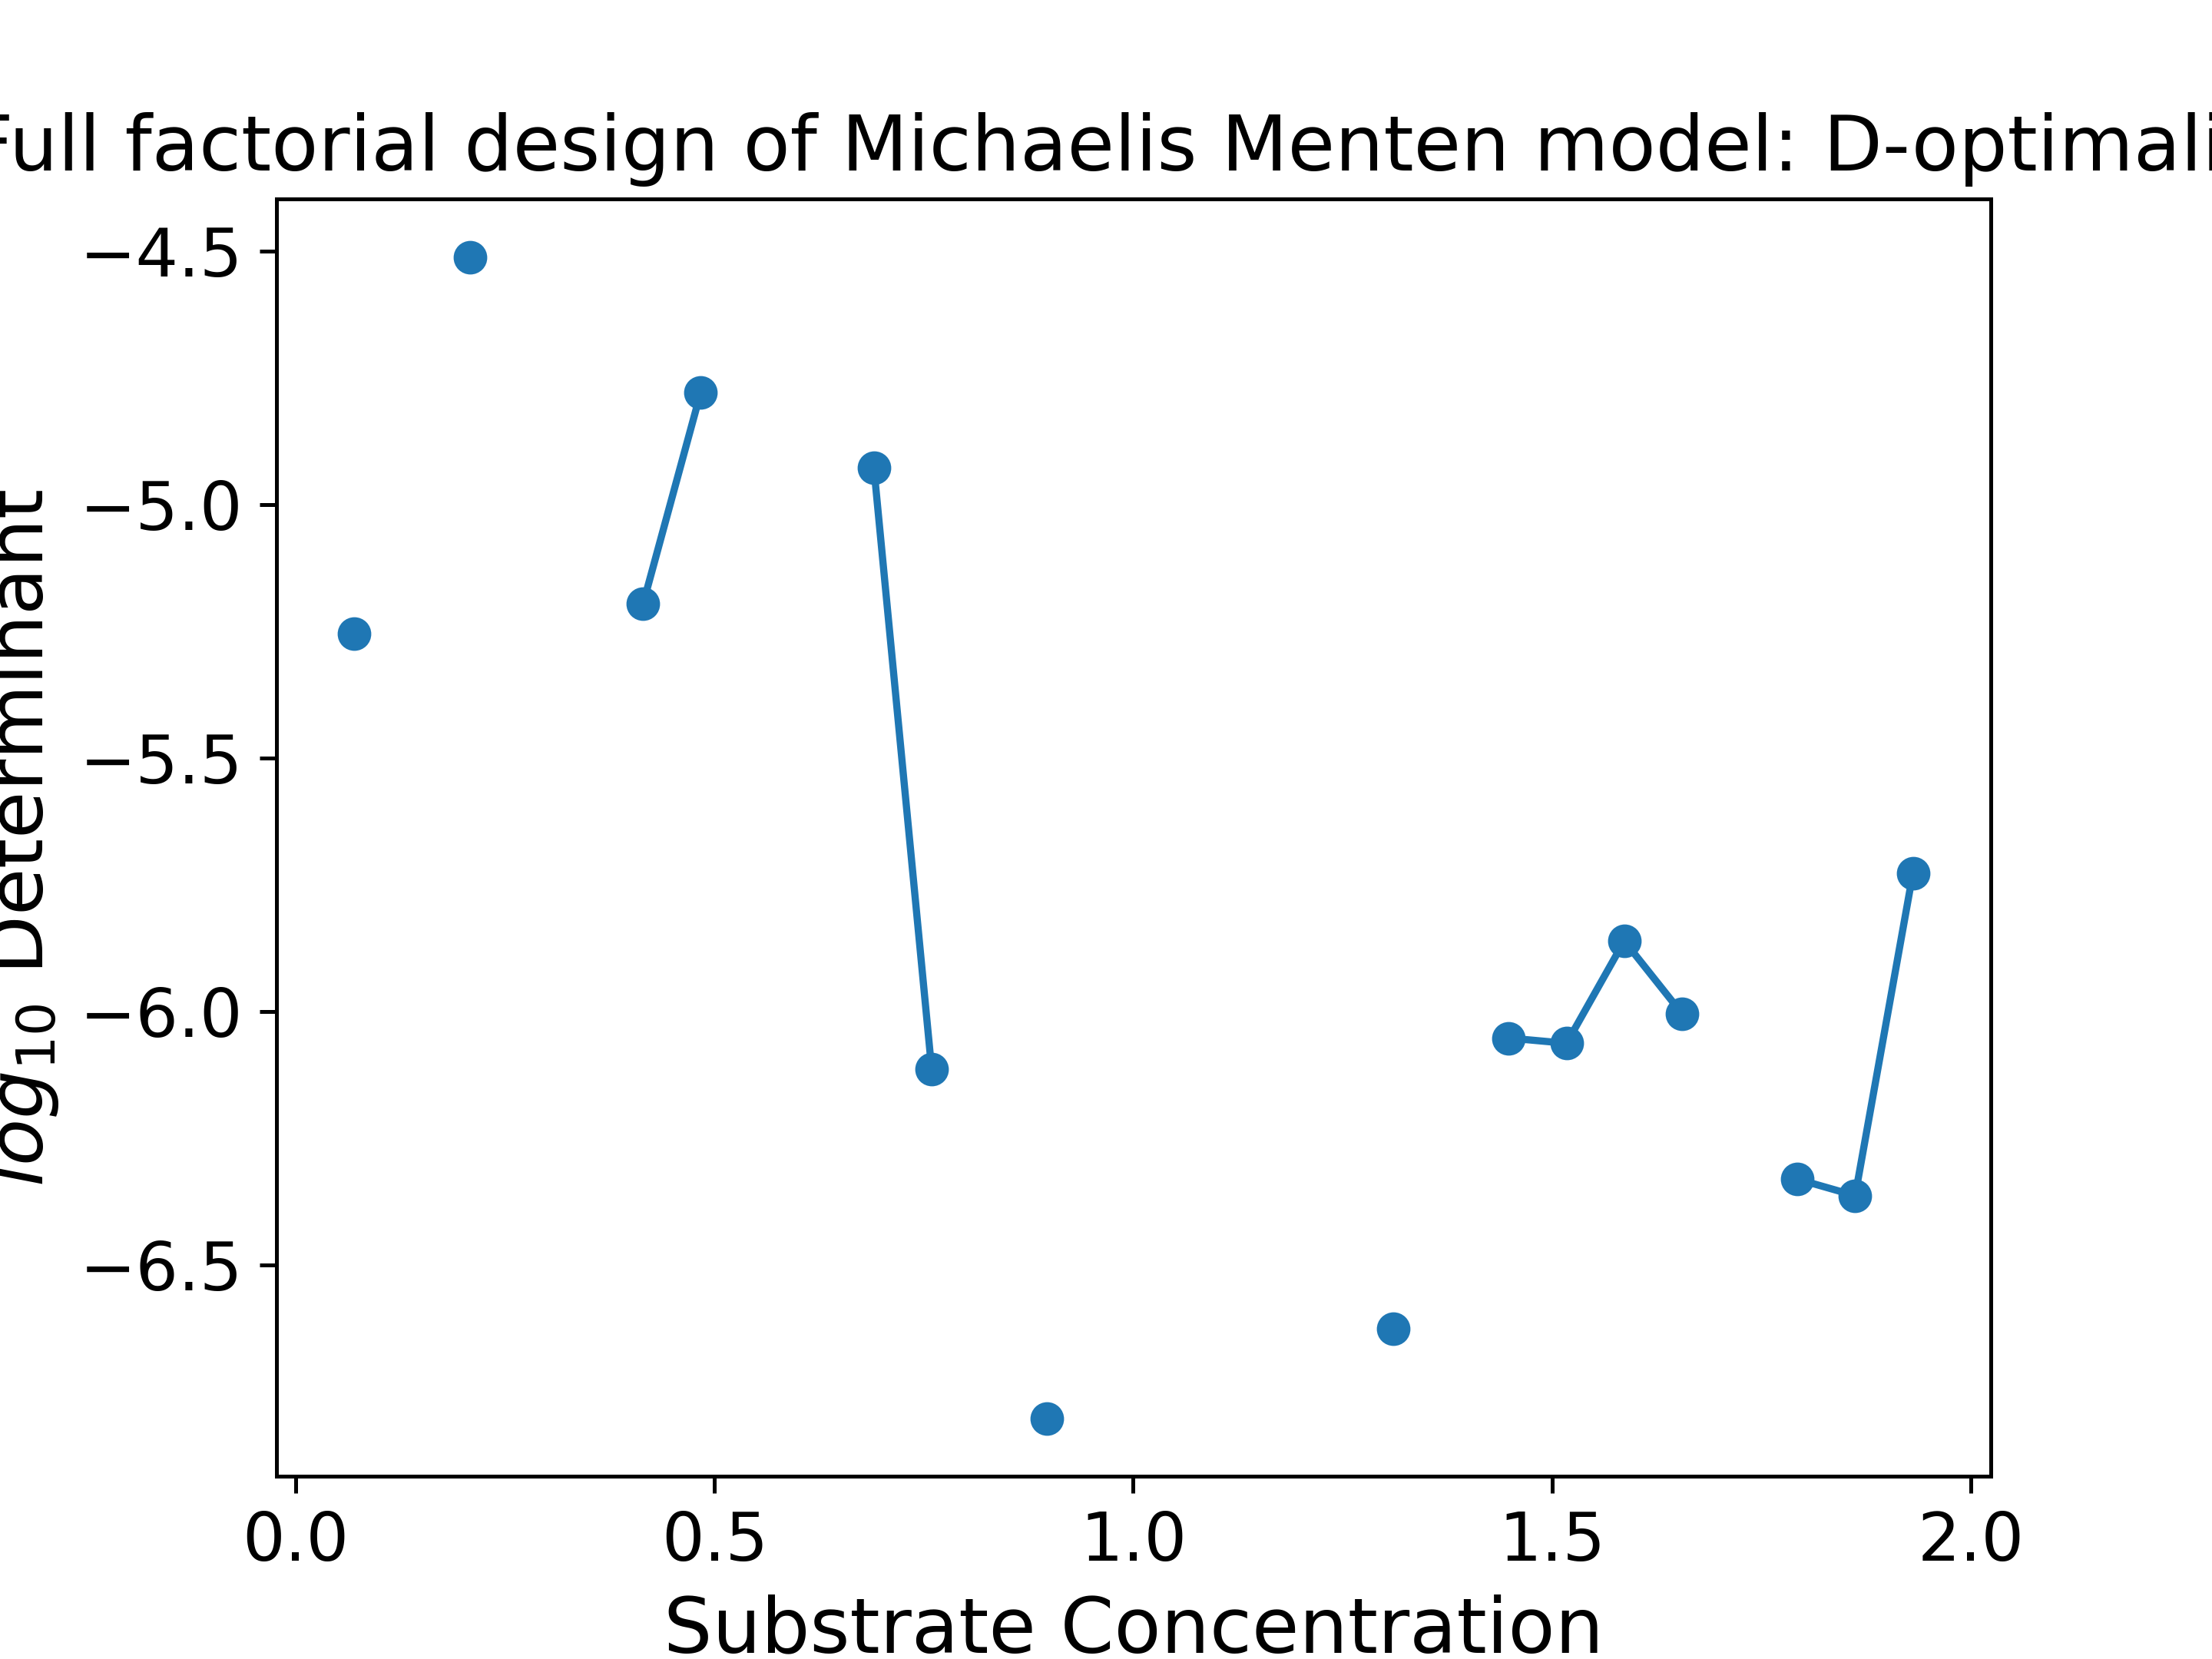 Full factorial design of Michaelis Menten model: D-optimali
log10 Determinant
−4.5
−5.0
−5.5
−6.0
−6.5
0.0 0.5 1.0 1.5 2.0
Substrate Concentration